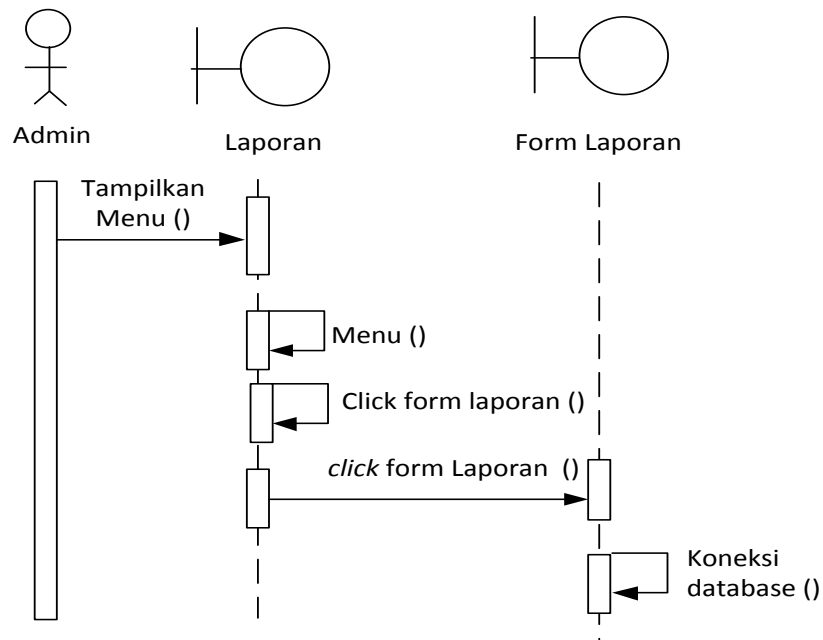 Admin
Laporan
Form Laporan
Tampilkan
Menu ()
Menu ()
Click form laporan ()
click form Laporan ()
Koneksi
database ()